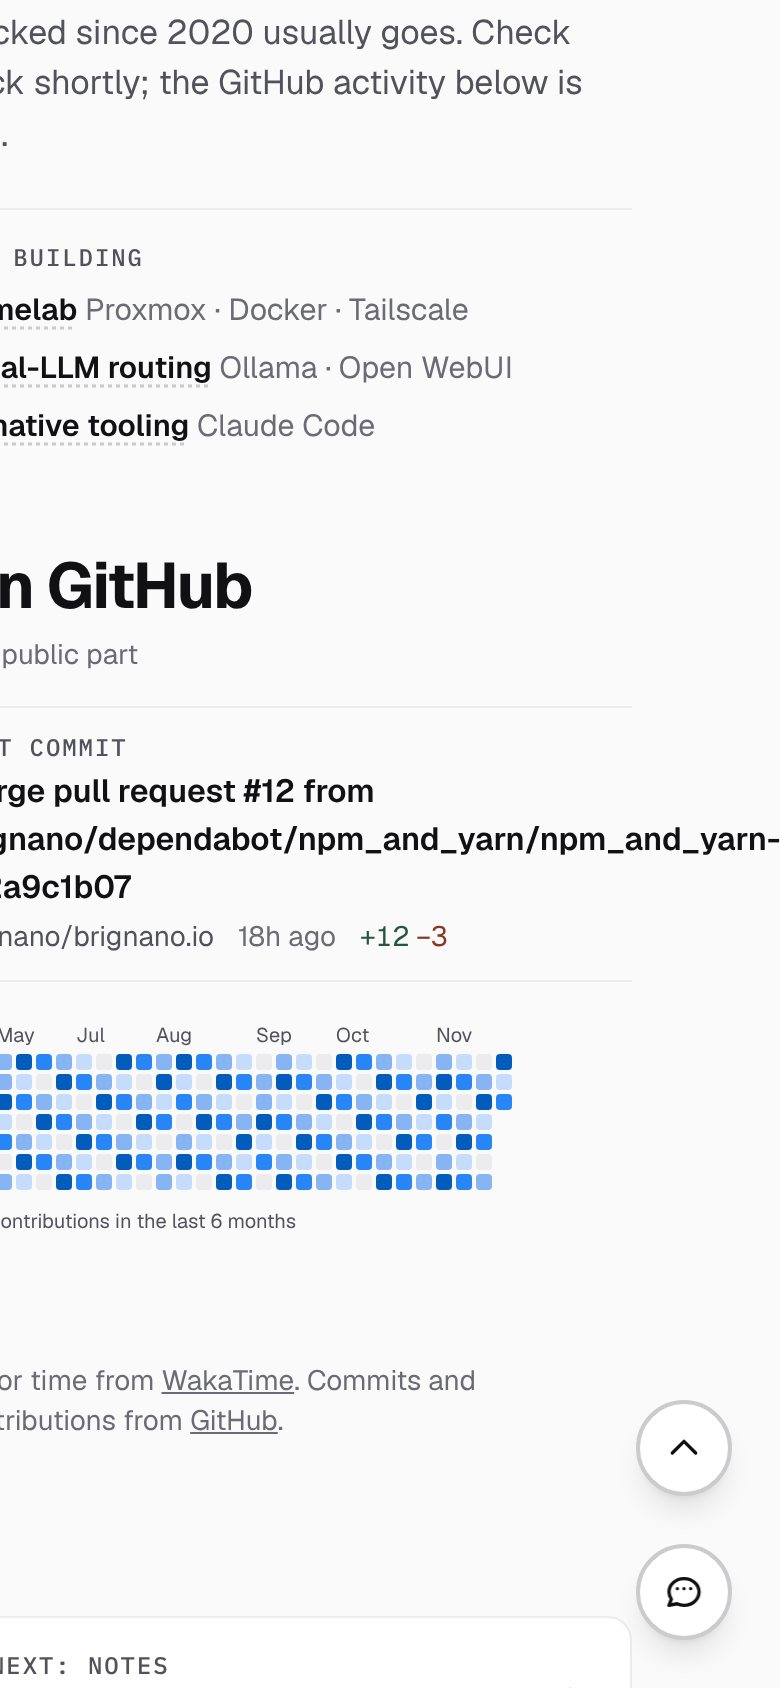 cked since 2020 usually goes. Check
ck shortly; the GitHub activity below is
.
BUILDING
melab Proxmox · Docker · Tailscale
al-LLM routing Ollama · Open WebUI
native tooling Claude Code
n GitHub
public part
T COMMIT
rge pull request #12 from
gnano/dependabot/npm_and_yarn/npm_and_yarn-
2a9c1b07
nano/brignano.io 18h ago +12 −3
May Jul Aug Sep Oct Nov
ontributions in the last 6 months
or time from WakaTime. Commits and
tributions from GitHub.
NEXT: NOTES